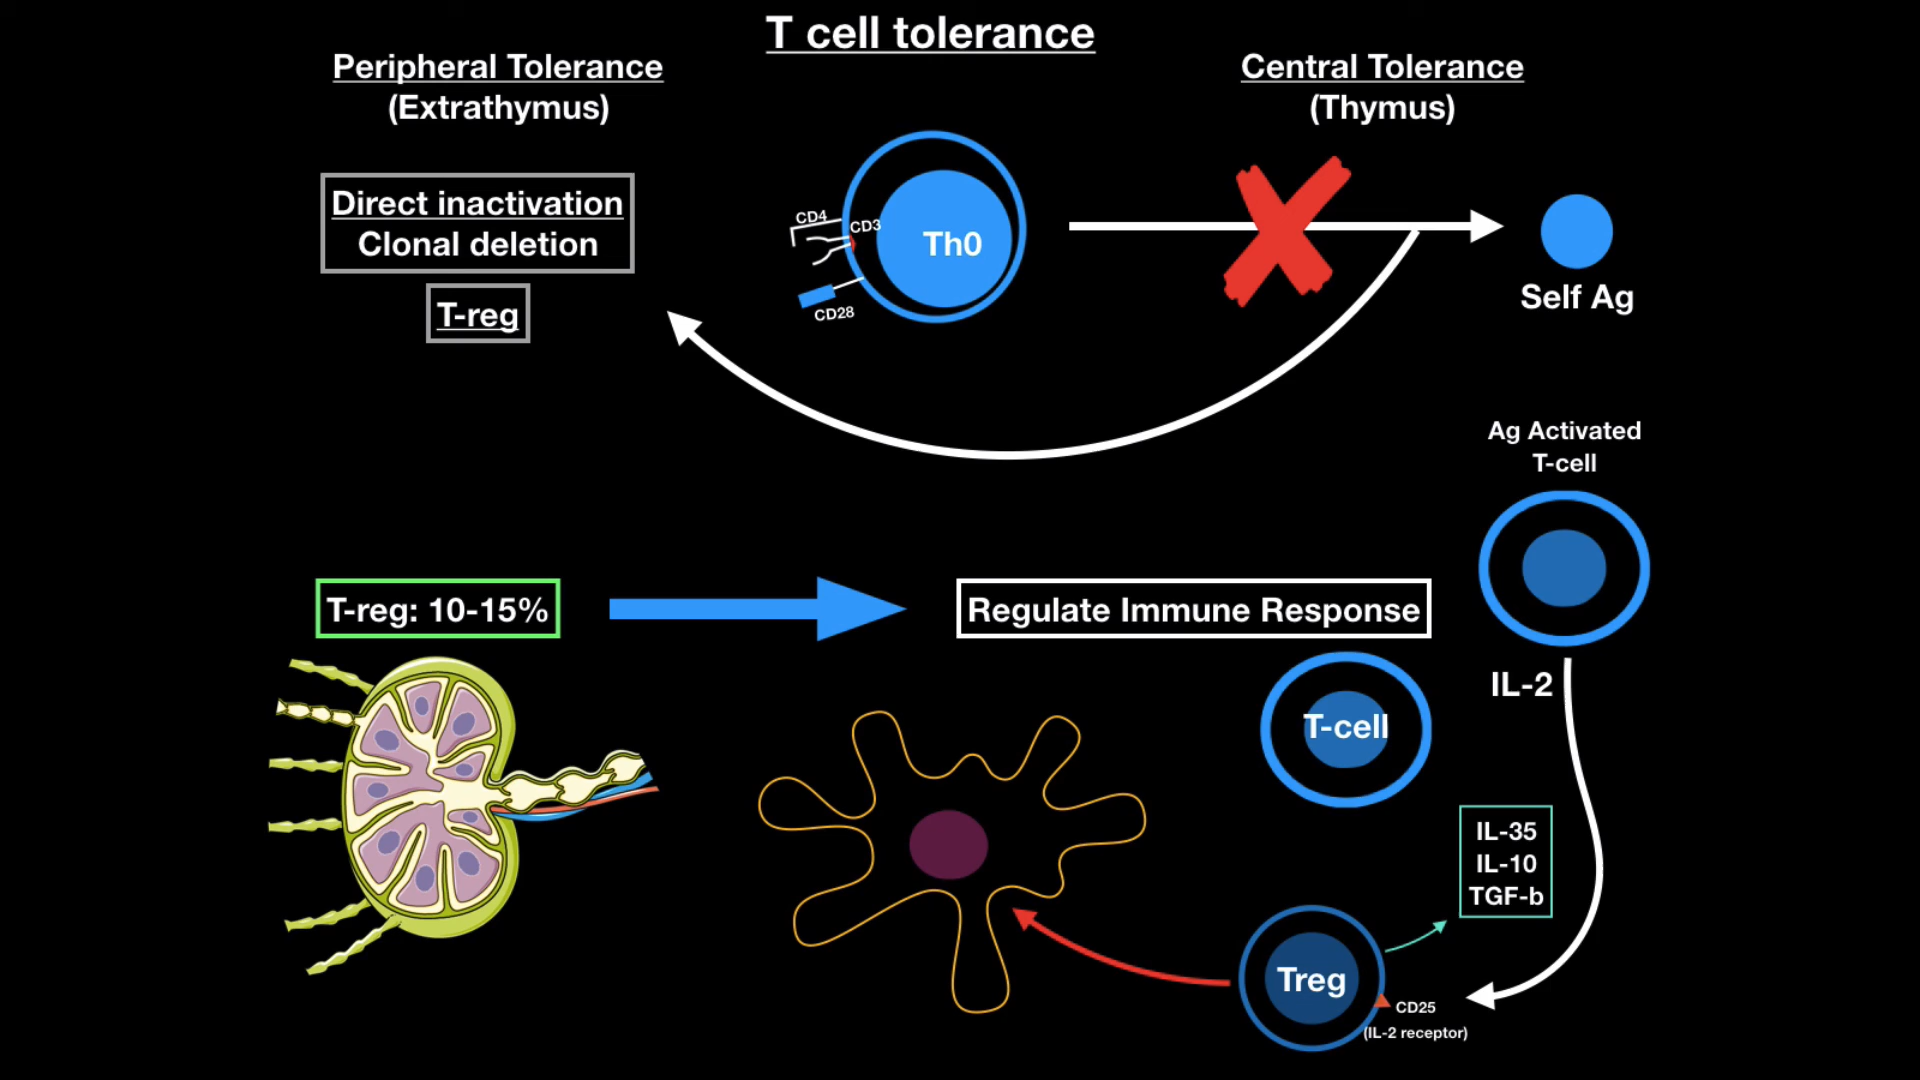 T cell tolerance
Peripheral Tolerance
(Extrathymus)
Central Tolerance
(Thymus)
Direct inactivation
Clonal deletion
T-reg
CD4
CD3
Th0
CD28
Self Ag
Ag Activated
T-cell
T-reg: 10-15%
Regulate Immune Response
IL-2
T-cell
IL-35
IL-10
TGF-b
Treg
CD25
(IL-2 receptor)